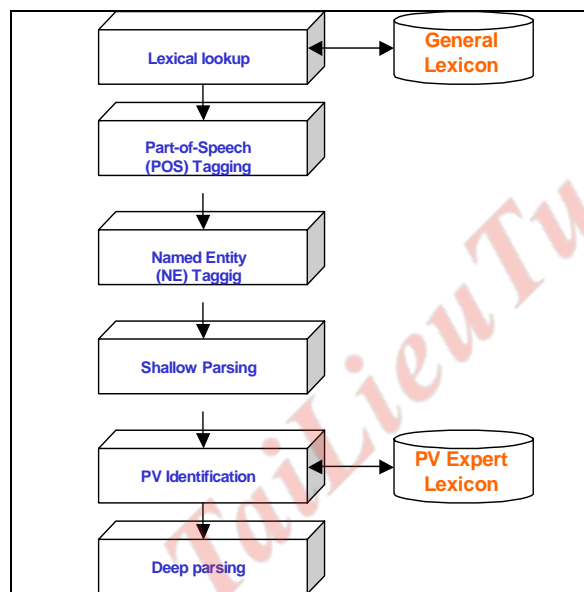 Lexical lookup
General
Lexicon
Part-of-Speech
(POS) Tagging
Named Entity
(NE) Taggig
Shallow Parsing
PV Identification
PV Expert
Lexicon
Deep parsing
TaiLieuTu